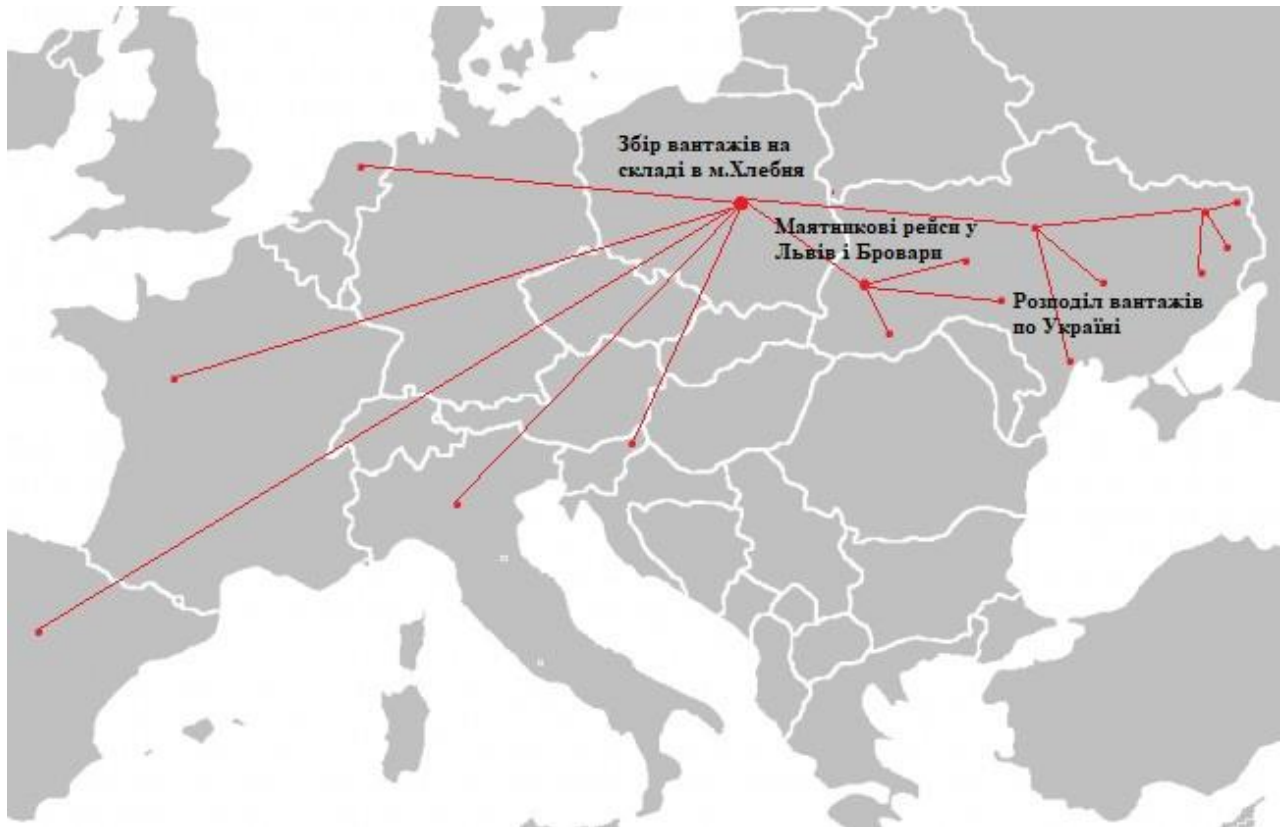 Збір вантажів на
складі в м.Хлебня
Маятникові рейси у
Львів і Бровари
Розподіл вантажів
по Україні